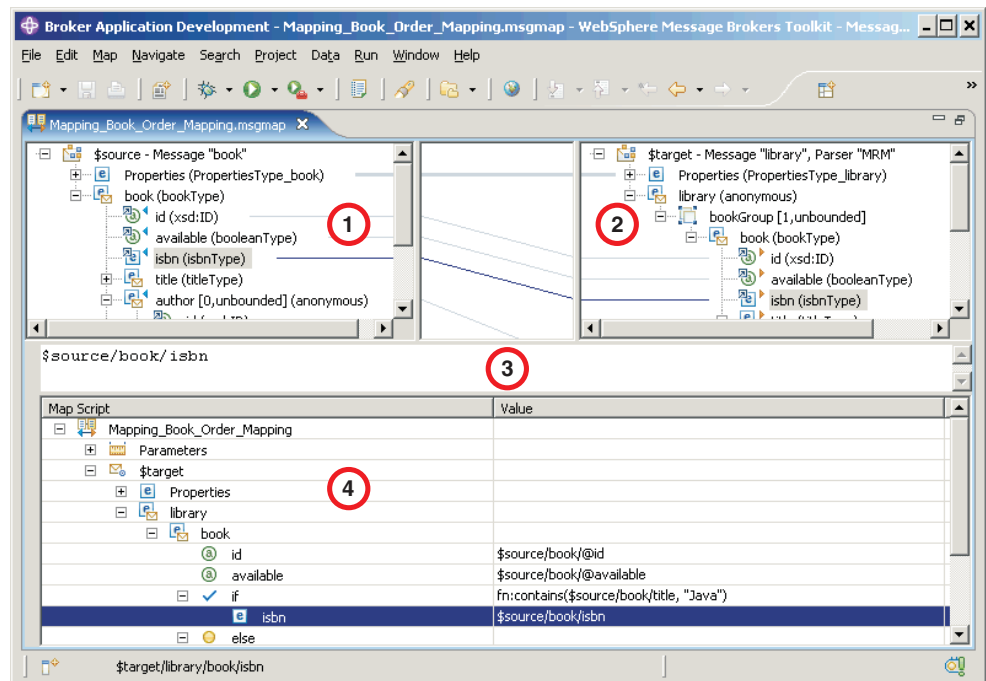 Broker Application Development - Mapping_Book_Order_Mapping.msgmap - WebSphere Message Brokers Toolkit - Messag...
File Edit Map Navigate Search Project Data Run Window Help
Mapping_Book_Order_Mapping.msgmap
$source - Message "book"
Properties (PropertiesType_book)
book (bookType)
id (xsd:ID)
available (booleanType)
isbn (isbnType)
title (titleType)
author [0,unbounded] (anonymous)
1
$target - Message "library", Parser "MRM"
Properties (PropertiesType_library)
library (anonymous)
bookGroup [1,unbounded]
book (bookType)
id (xsd:ID)
available (booleanType)
isbn (isbnType)
2
$source/book/isbn
3
Map Script Value
Mapping_Book_Order_Mapping
Parameters
$target
Properties
4
library
book
id $source/book/@id
available $source/book/@available
if fn:contains($source/book/title, "Java")
isbn $source/book/isbn
else
$target/library/book/isbn